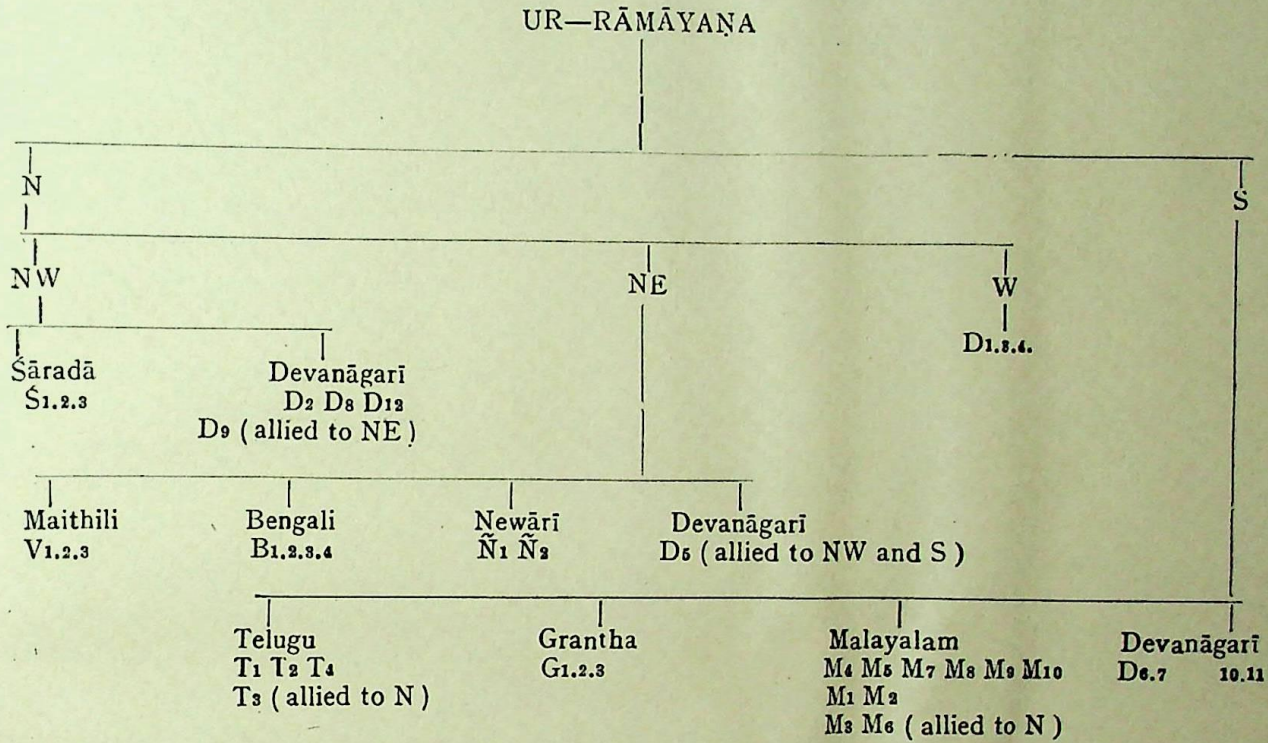 UR—RĀMĀYAṆA
N
S
NW
NE
W
D1.3.4.
Śāradā
Ś1.2.3
Devanāgarī
D2 D8 D12
D9 (allied to NE)
Maithili
V1.2.3
Bengali
B1.2.3.4
Newārī
Ñ1 Ñ2
Devanāgarī
D5 (allied to NW and S)
Telugu
T1 T2 T4
T3 (allied to N)
Grantha
G1.2.3
Malayalam
M4 M5 M7 M8 M9 M10
M1 M2
M3 M6 (allied to N)
Devanāgarī
D6.7 10.11